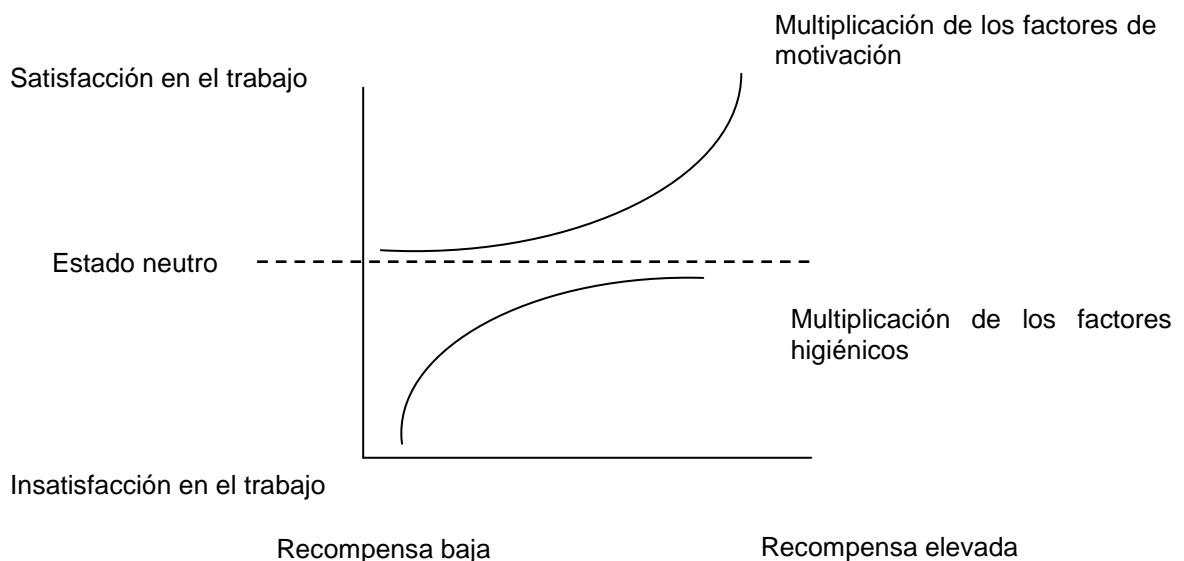 Multiplicación de los factores de
motivación
Satisfacción en el trabajo
Estado neutro
Multiplicación de los factores
higiénicos
Insatisfacción en el trabajo
Recompensa baja
Recompensa elevada